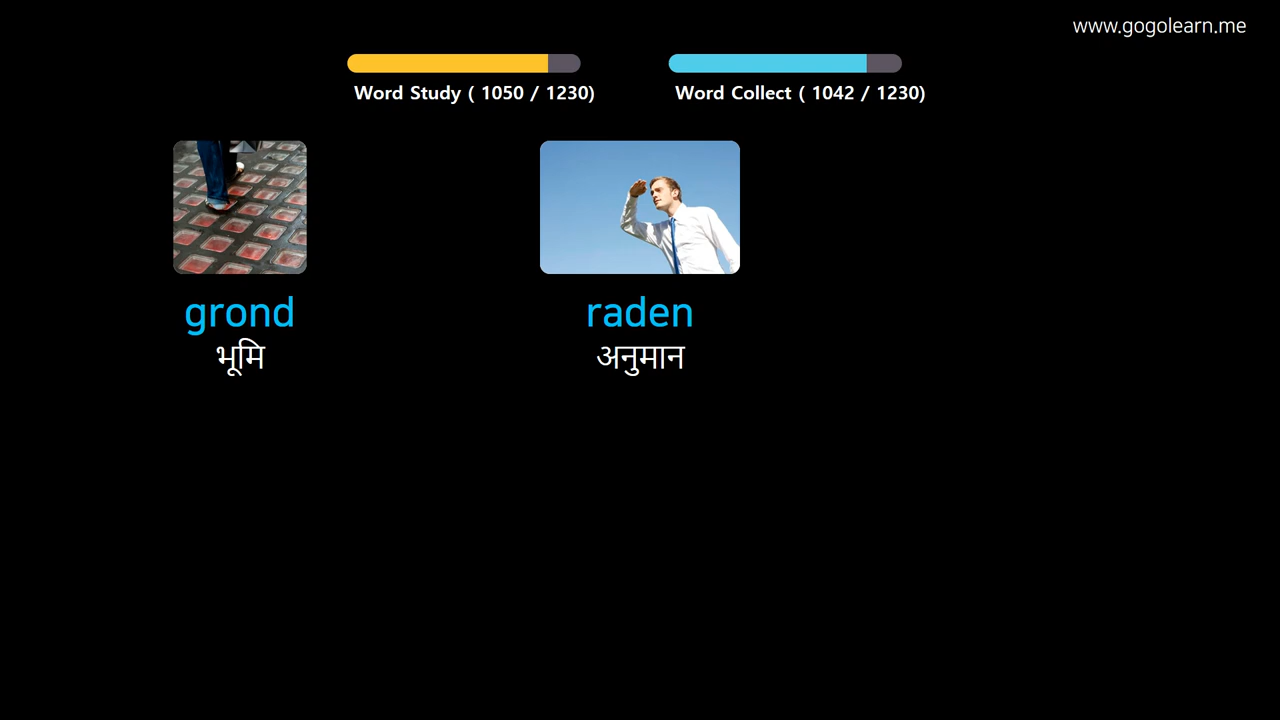 www.gogolearn.me
Word Study ( 1050 / 1230)
Word Collect ( 1042 / 1230)
grond
भूमि
raden
अनुमान